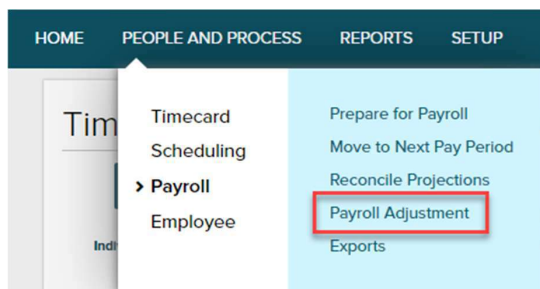 HOME PEOPLE AND PROCESS REPORTS SETUP
Tim
Indi
Timecard
Scheduling
> Payroll
Employee
Prepare for Payroll
Move to Next Pay Period
Reconcile Projections
Payroll Adjustment
Exports